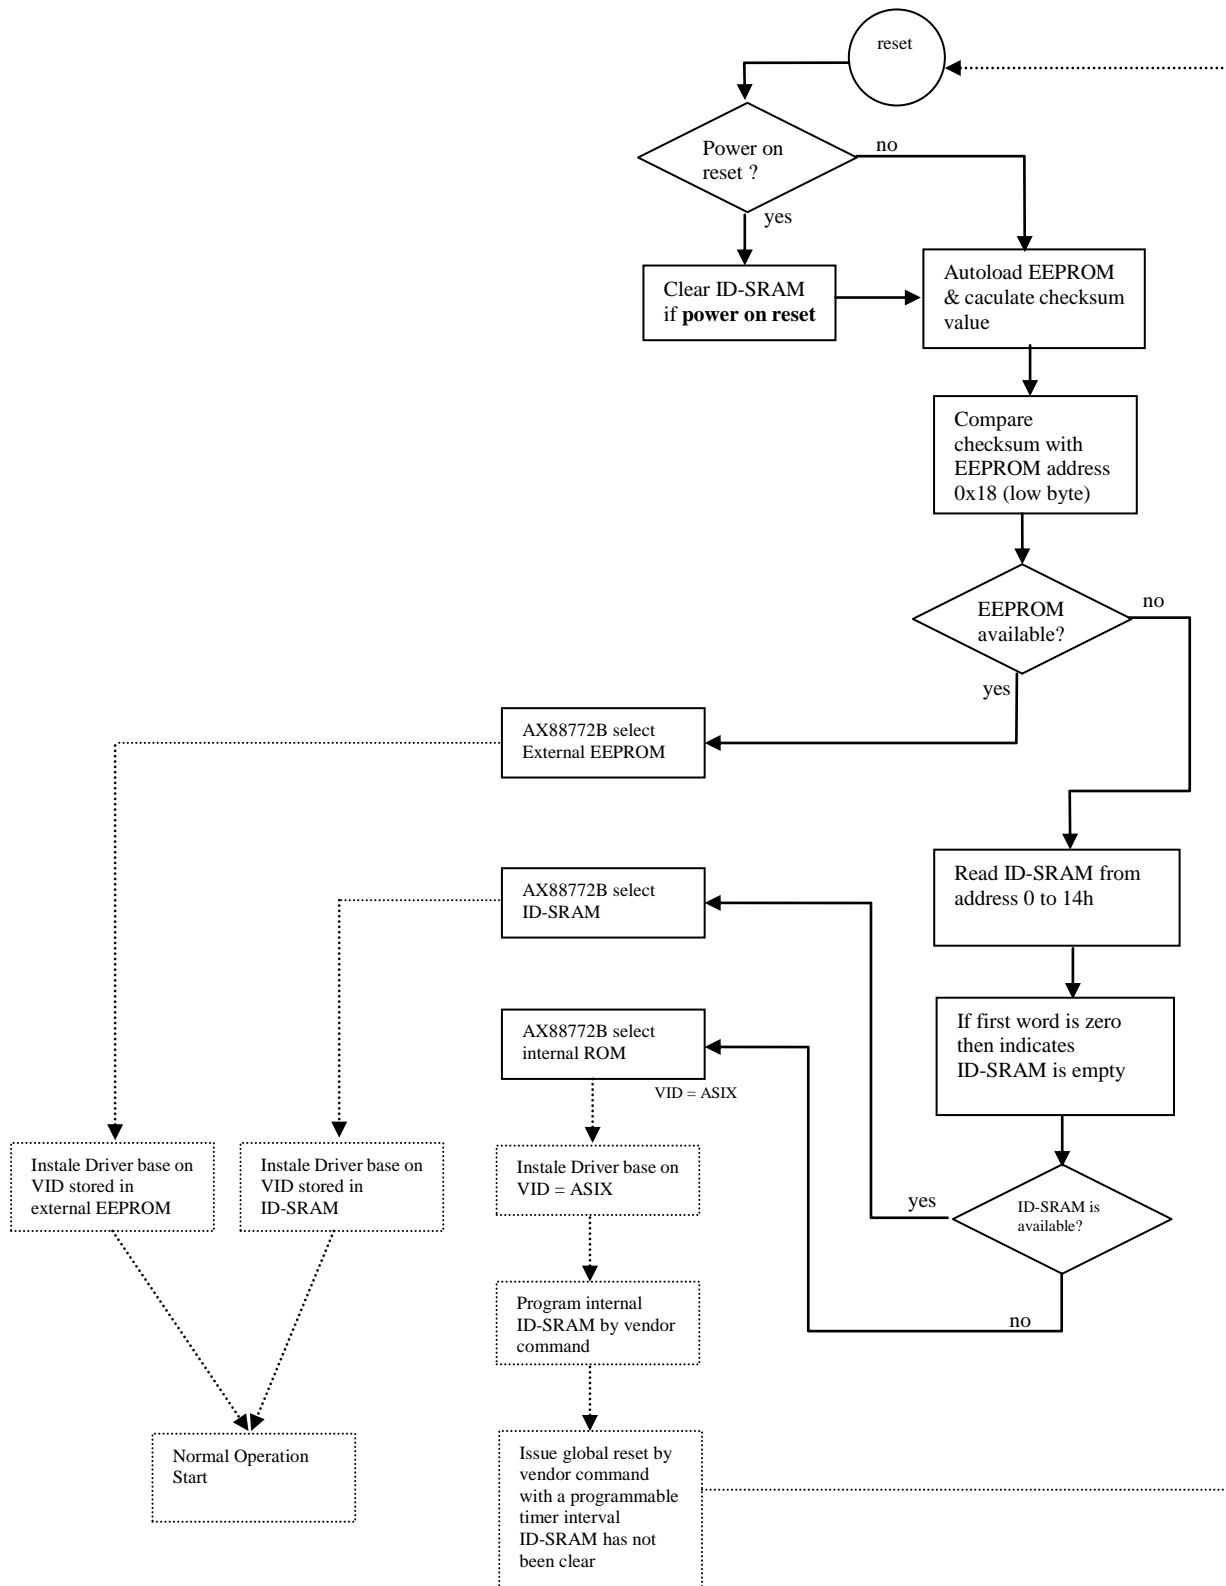 reset
Power on
reset ?
no
yes
Clear ID-SRAM
if power on reset
Autoload EEPROM
& caculate checksum
value
Compare
checksum with
EEPROM address
0x18 (low byte)
EEPROM
available?
no
yes
AX88772B select
External EEPROM
Read ID-SRAM from
address 0 to 14h
AX88772B select
ID-SRAM
If first word is zero
then indicates
ID-SRAM is empty
AX88772B select
internal ROM
VID = ASIX
Instale Driver base on
VID stored in
external EEPROM
Instale Driver base on
VID stored in
ID-SRAM
Instale Driver base on
VID = ASIX
yes
ID-SRAM is
available?
no
Program internal
ID-SRAM by vendor
command
Normal Operation
Start
Issue global reset by
vendor command
with a programmable
timer interval
ID-SRAM has not
been clear